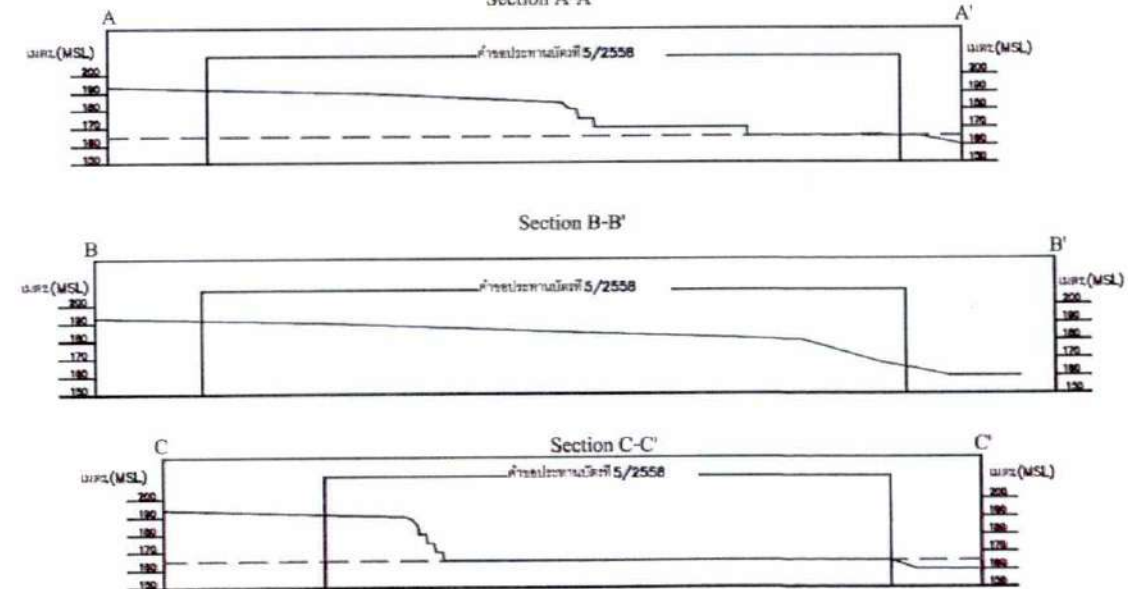 Section A-A'
A A'
เมตร(MSL) เมตร(MSL)
คำขอประทานบัตรที่ 5/2558
200 200
190 190
180 180
170 170
160 160
150 150
Section B-B'
B B'
เมตร(MSL) เมตร(MSL)
คำขอประทานบัตรที่ 5/2558
200 200
190 190
180 180
170 170
160 160
150 150
Section C-C'
C C'
เมตร(MSL) เมตร(MSL)
คำขอประทานบัตรที่ 5/2558
200 200
190 190
180 180
170 170
160 160
150 150